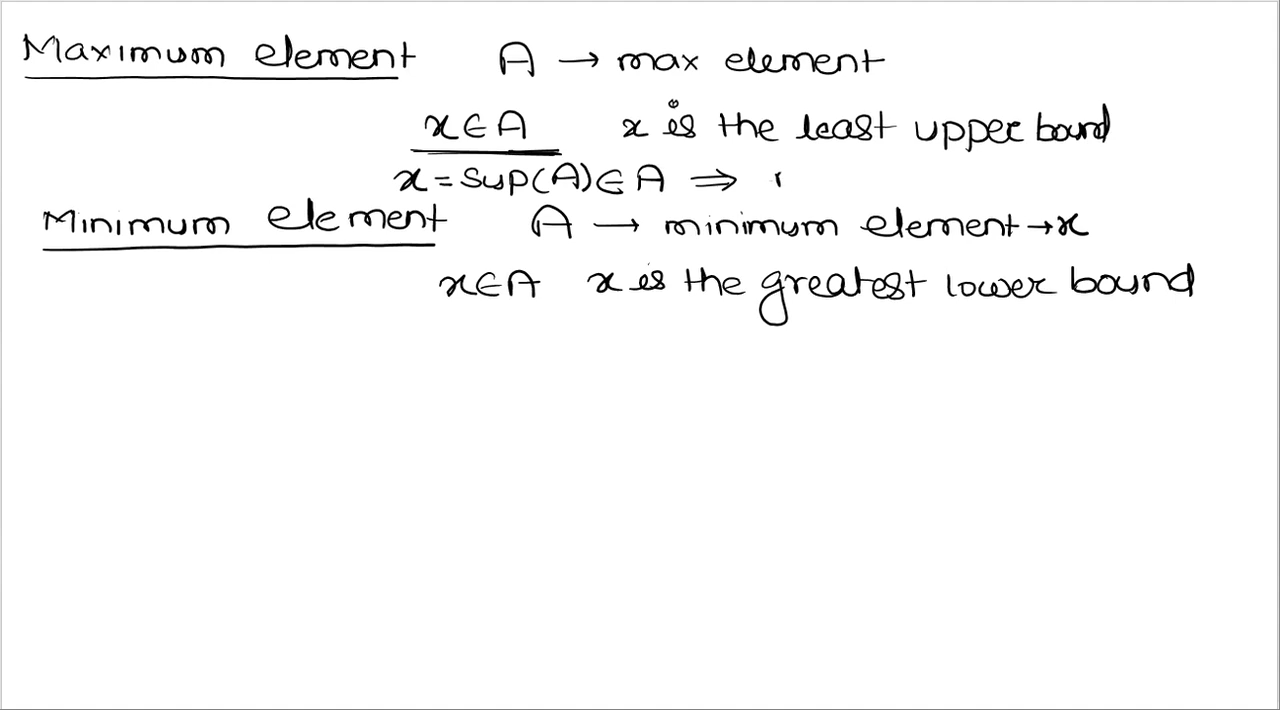 Maximum element A → max element
x ∈ A x is the least upper bound
x = sup(A) ∈ A ⇒
Minimum element A → minimum element → x
x ∈ A x is the greatest lower bound